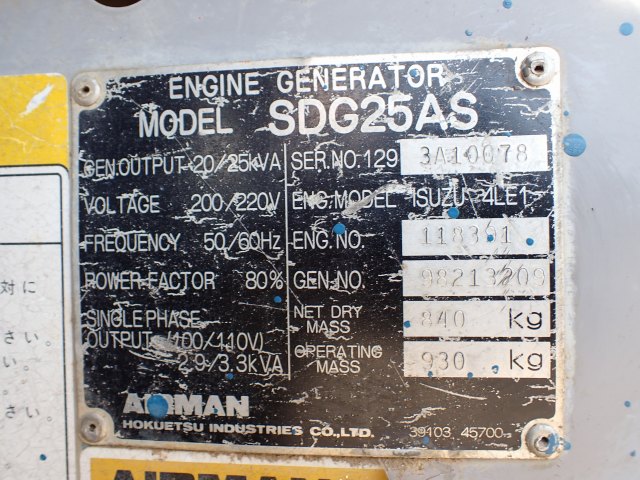 ENGINE GENERATOR
MODEL SDG25AS
GEN.OUTPUT 20/25kVA
VOLTAGE 200/220V
FREQUENCY 50/60Hz
POWER FACTOR 80%
SINGLE PHASE
OUTPUT (100/110V)
2.9/3.3kVA
SER.NO.129 3A10078
ENG.MODEL ISUZU 4LE1
ENG.NO. 118391
GEN.NO. 98213209
NET DRY
MASS 840 kg
OPERATING
MASS 930 kg
AIRMAN
HOKUETSU INDUSTRIES CO.,LTD. 39103 45700
対に
さい。
い。
さい。
AIRMAN